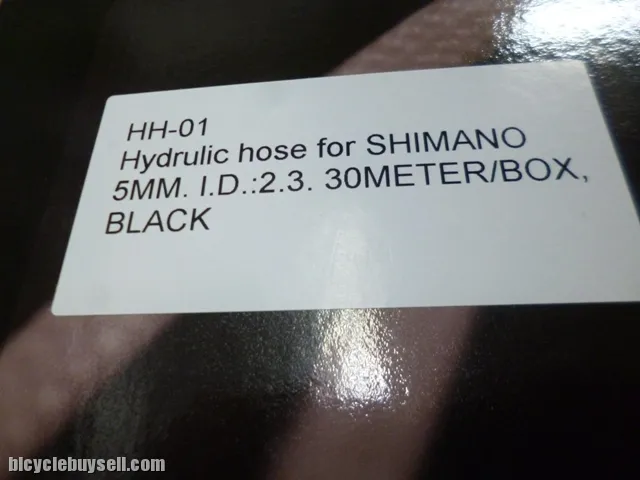 HH-01
Hydrulic hose for SHIMANO
5MM. I.D.:2.3. 30METER/BOX,
BLACK
bicyclebuysell.com